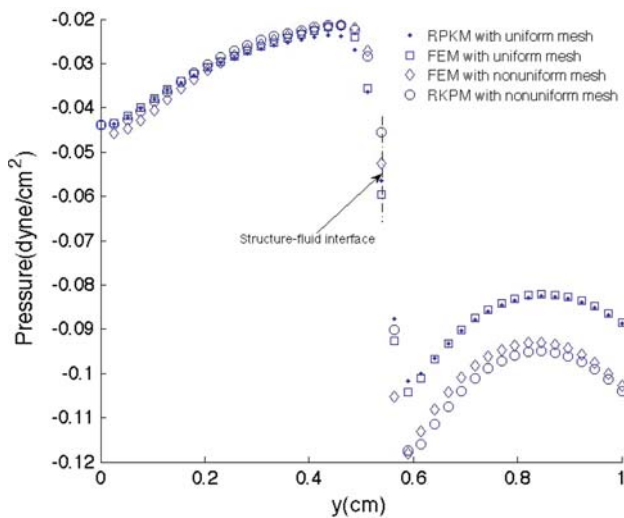 -0.02
-0.03
-0.04
-0.05
-0.06
-0.07
-0.08
-0.09
-0.1
-0.11
-0.12
Pressure(dyne/cm²)
RPKM with uniform mesh
FEM with uniform mesh
FEM with nonuniform mesh
RKPM with nonuniform mesh
Structure-fluid interface
0 0.2 0.4 0.6 0.8 1
y(cm)